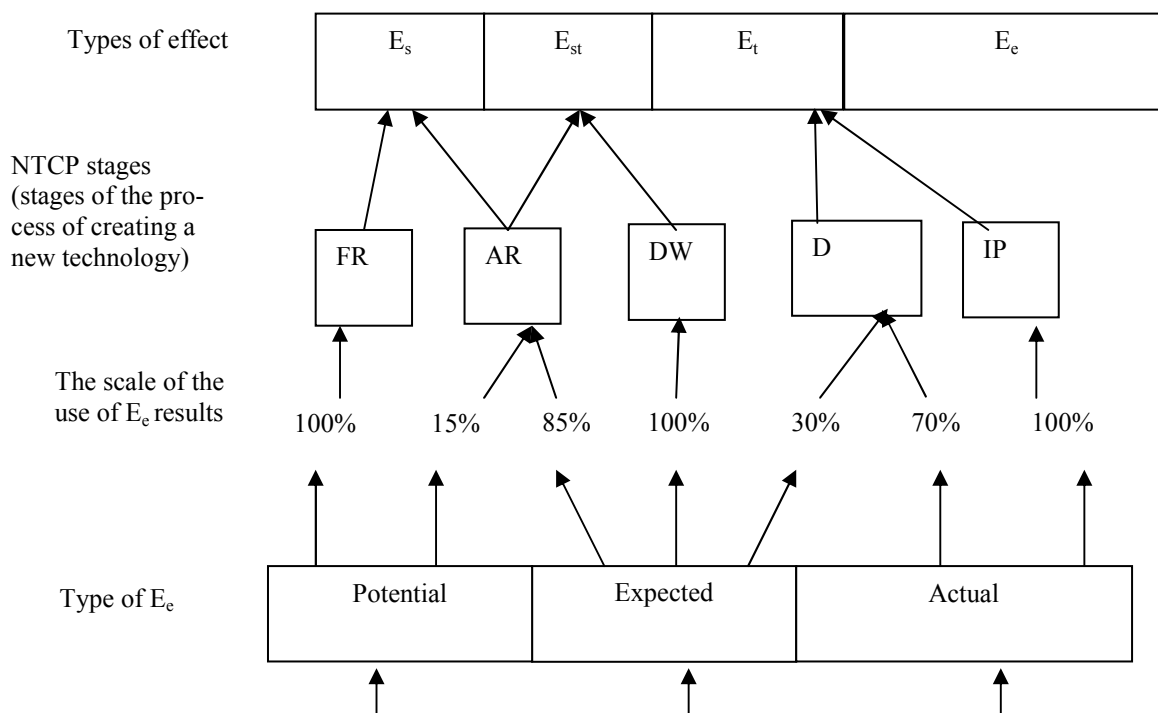 Types of effect
Es Est Et Ee
NTCP stages
(stages of the pro-
cess of creating a
new technology)
FR AR DW D IP
The scale of the
use of Ee results
100% 15% 85% 100% 30% 70% 100%
Type of Ee
Potential Expected Actual